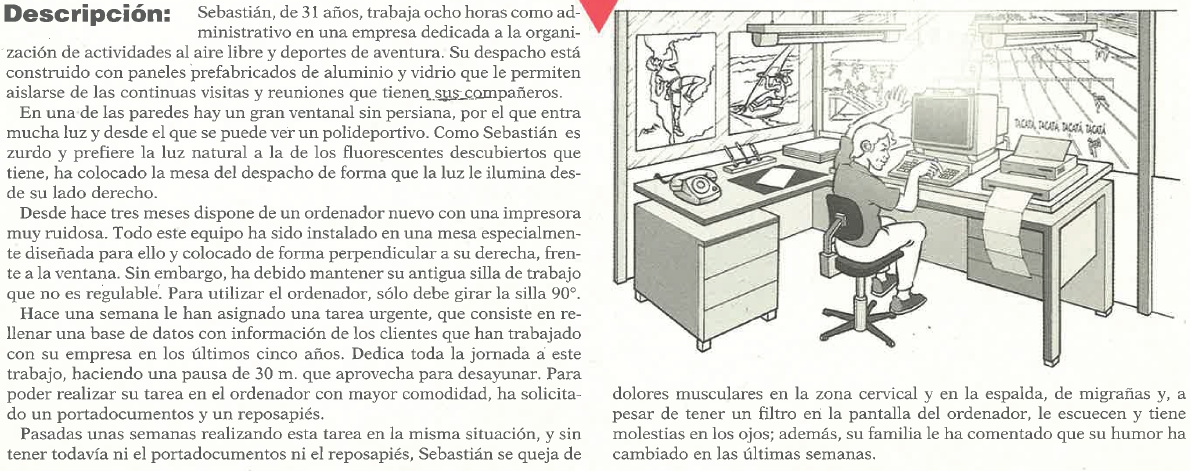 Descripción: Sebastián, de 31 años, trabaja ocho horas como ad-
ministrativo en una empresa dedicada a la organi-
zación de actividades al aire libre y deportes de aventura. Su despacho está
construido con paneles prefabricados de aluminio y vidrio que le permiten
aislarse de las continuas visitas y reuniones que tienen sus compañeros.
En una de las paredes hay un gran ventanal sin persiana, por el que entra
mucha luz y desde el que se puede ver un polideportivo. Como Sebastián es
zurdo y prefiere la luz natural a la de los fluorescentes descubiertos que
tiene, ha colocado la mesa del despacho de forma que la luz le ilumina des-
de su lado derecho.
Desde hace tres meses dispone de un ordenador nuevo con una impresora
muy ruidosa. Todo este equipo ha sido instalado en una mesa especialmen-
te diseñada para ello y colocado de forma perpendicular a su derecha, fren-
te a la ventana. Sin embargo, ha debido mantener su antigua silla de trabajo
que no es regulable. Para utilizar el ordenador, sólo debe girar la silla 90°.
Hace una semana le han asignado una tarea urgente, que consiste en re-
llenar una base de datos con información de los clientes que han trabajado
con su empresa en los últimos cinco años. Dedica toda la jornada a este
trabajo, haciendo una pausa de 30 m. que aprovecha para desayunar. Para
poder realizar su tarea en el ordenador con mayor comodidad, ha solicita-
do un portadocumentos y un reposapiés.
Pasadas unas semanas realizando esta tarea en la misma situación, y sin
tener todavía ni el portadocumentos ni el reposapiés, Sebastián se queja de
TACATÁ, TACATÁ, TACATÁ, TACATÁ
dolores musculares en la zona cervical y en la espalda, de migrañas y, a
pesar de tener un filtro en la pantalla del ordenador, le escuecen y tiene
molestias en los ojos; además, su familia le ha comentado que su humor ha
cambiado en las últimas semanas.